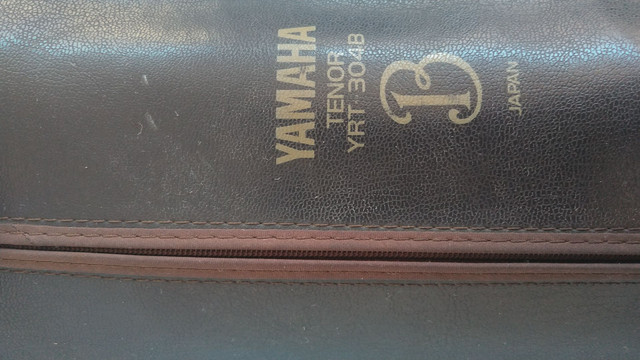 YAMAHA
TENOR
YRT-304B
B
JAPAN